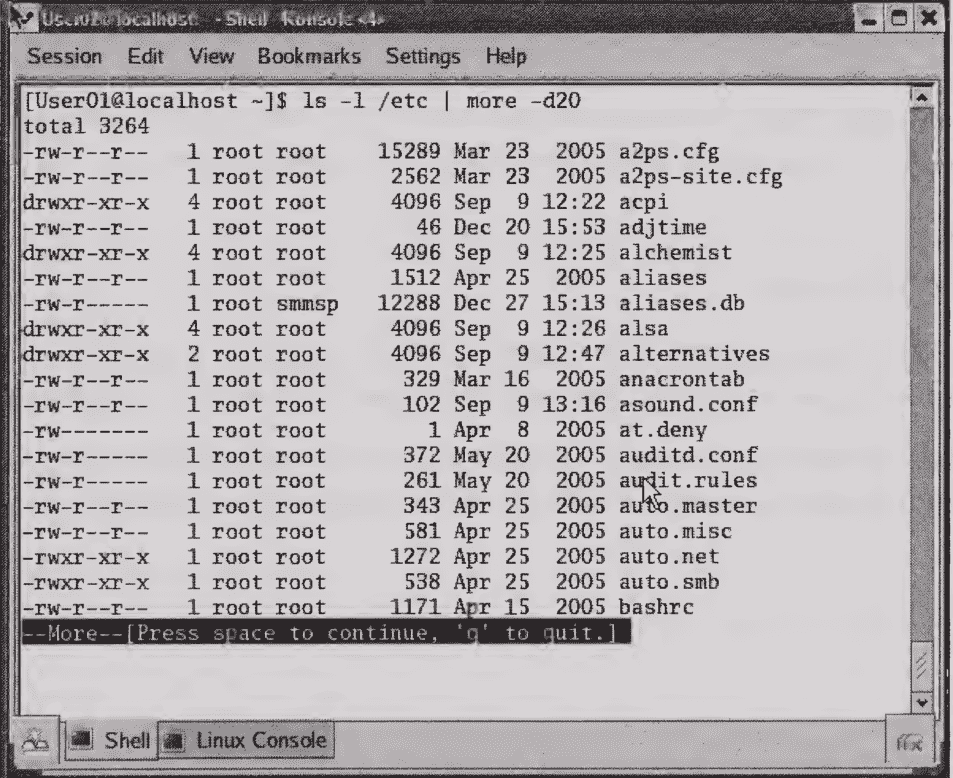 - Shell - Konsole <4>
Session Edit View Bookmarks Settings Help
[User01@localhost ~]$ ls -l /etc | more -d20
total 3264
-rw-r--r-- 1 root root 15289 Mar 23 2005 a2ps.cfg
-rw-r--r-- 1 root root 2562 Mar 23 2005 a2ps-site.cfg
drwxr-xr-x 4 root root 4096 Sep 9 12:22 acpi
-rw-r--r-- 1 root root 46 Dec 20 15:53 adjtime
drwxr-xr-x 4 root root 4096 Sep 9 12:25 alchemist
-rw-r--r-- 1 root root 1512 Apr 25 2005 aliases
-rw-r----- 1 root smmsp 12288 Dec 27 15:13 aliases.db
drwxr-xr-x 4 root root 4096 Sep 9 12:26 alsa
drwxr-xr-x 2 root root 4096 Sep 9 12:47 alternatives
-rw-r--r-- 1 root root 329 Mar 16 2005 anacrontab
-rw-r--r-- 1 root root 102 Sep 9 13:16 asound.conf
-rw------- 1 root root 1 Apr 8 2005 at.deny
-rw-r----- 1 root root 372 May 20 2005 auditd.conf
-rw-r----- 1 root root 261 May 20 2005 audit.rules
-rw-r--r-- 1 root root 343 Apr 25 2005 auto.master
-rw-r--r-- 1 root root 581 Apr 25 2005 auto.misc
-rwxr-xr-x 1 root root 1272 Apr 25 2005 auto.net
-rwxr-xr-x 1 root root 538 Apr 25 2005 auto.smb
-rw-r--r-- 1 root root 1171 Apr 15 2005 bashrc
--More--[Press space to continue, 'q' to quit.]
Shell Linux Console